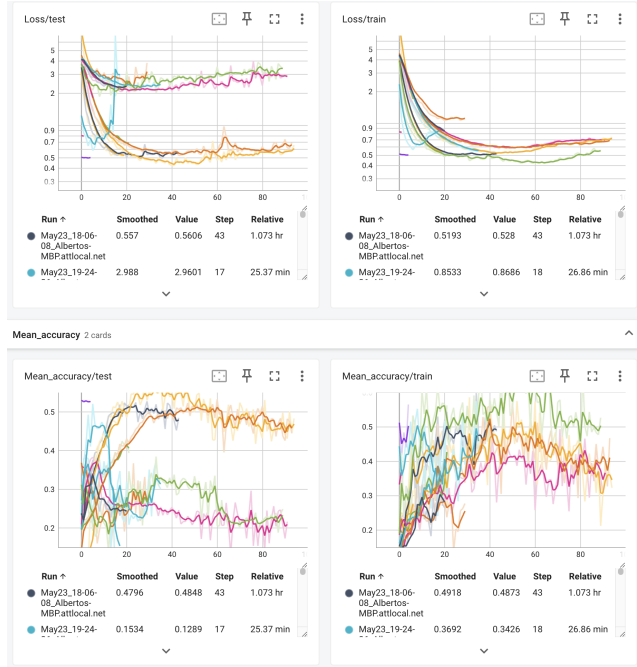 Loss/test
5
4
3
2
0.9
0.7
0.5
0.4
0.3
0 20 40 60 80 1
Run ↑ Smoothed Value Step Relative
May23_18-06-
08_Albertos-
MBP.attlocal.net
0.557 0.5606 43 1.073 hr
May23_19-24-
2.988 2.9601 17 25.37 min
Loss/train
5
4
3
2
0.9
0.7
0.5
0.4
0.3
0 20 40 60 80 1
Run ↑ Smoothed Value Step Relative
May23_18-06-
08_Albertos-
MBP.attlocal.net
0.5193 0.528 43 1.073 hr
May23_19-24-
0.8533 0.8686 18 26.86 min
Mean_accuracy 2 cards
Mean_accuracy/test
0.5
0.4
0.3
0.2
0 20 40 60 80 1
Run ↑ Smoothed Value Step Relative
May23_18-06-
08_Albertos-
MBP.attlocal.net
0.4796 0.4848 43 1.073 hr
May23_19-24-
0.1534 0.1289 17 25.37 min
Mean_accuracy/train
0.5
0.4
0.3
0.2
0 20 40 60 80 1
Run ↑ Smoothed Value Step Relative
May23_18-06-
08_Albertos-
MBP.attlocal.net
0.4918 0.4873 43 1.073 hr
May23_19-24-
0.3692 0.3426 18 26.86 min